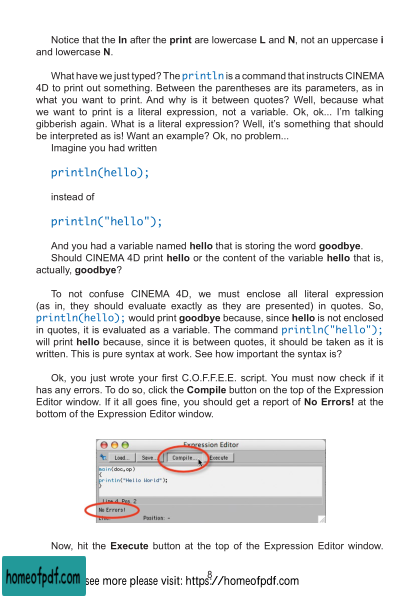 Notice that the ln after the print are lowercase L and N, not an uppercase i
and lowercase N.
What have we just typed? The println is a command that instructs CINEMA
4D to print out something. Between the parentheses are its parameters, as in
what you want to print. And why is it between quotes? Well, because what
we want to print is a literal expression, not a variable. Ok, ok... I'm talking
gibberish again. What is a literal expression? Well, it's something that should
be interpreted as is! Want an example? Ok, no problem...
Imagine you had written
println(hello);
instead of
println("hello");
And you had a variable named hello that is storing the word goodbye.
Should CINEMA 4D print hello or the content of the variable hello that is,
actually, goodbye?
To not confuse CINEMA 4D, we must enclose all literal expression
(as in, they should evaluate exactly as they are presented) in quotes. So,
println(hello); would print goodbye because, since hello is not enclosed
in quotes, it is evaluated as a variable. The command println("hello");
will print hello because, since it is between quotes, it should be taken as it is
written. This is pure syntax at work. See how important the syntax is?
Ok, you just wrote your first C.O.F.F.E.E. script. You must now check if it
has any errors. To do so, click the Compile button on the top of the Expression
Editor window. If it all goes fine, you should get a report of No Errors! at the
bottom of the Expression Editor window.
Expression Editor
Load... Save... Compile... Execute
main(doc,op)
{
println("Hello World");
}
Line 4, Pos 2
No Errors!
Position: -
Now, hit the Execute button at the top of the Expression Editor window.
8
homeofpdf.com see more please visit: https://homeofpdf.com